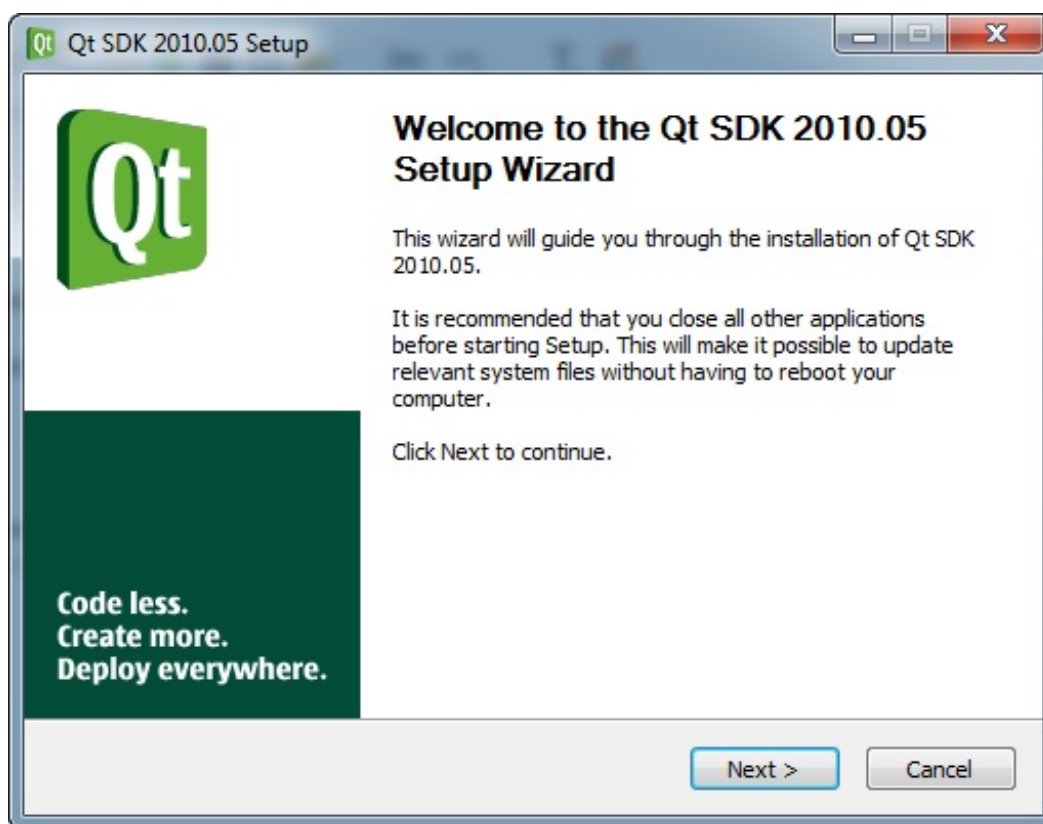 Qt SDK 2010.05 Setup
Qt
Welcome to the Qt SDK 2010.05
Setup Wizard
This wizard will guide you through the installation of Qt SDK
2010.05.
It is recommended that you close all other applications
before starting Setup. This will make it possible to update
relevant system files without having to reboot your
computer.
Click Next to continue.
Code less.
Create more.
Deploy everywhere.
Next >
Cancel